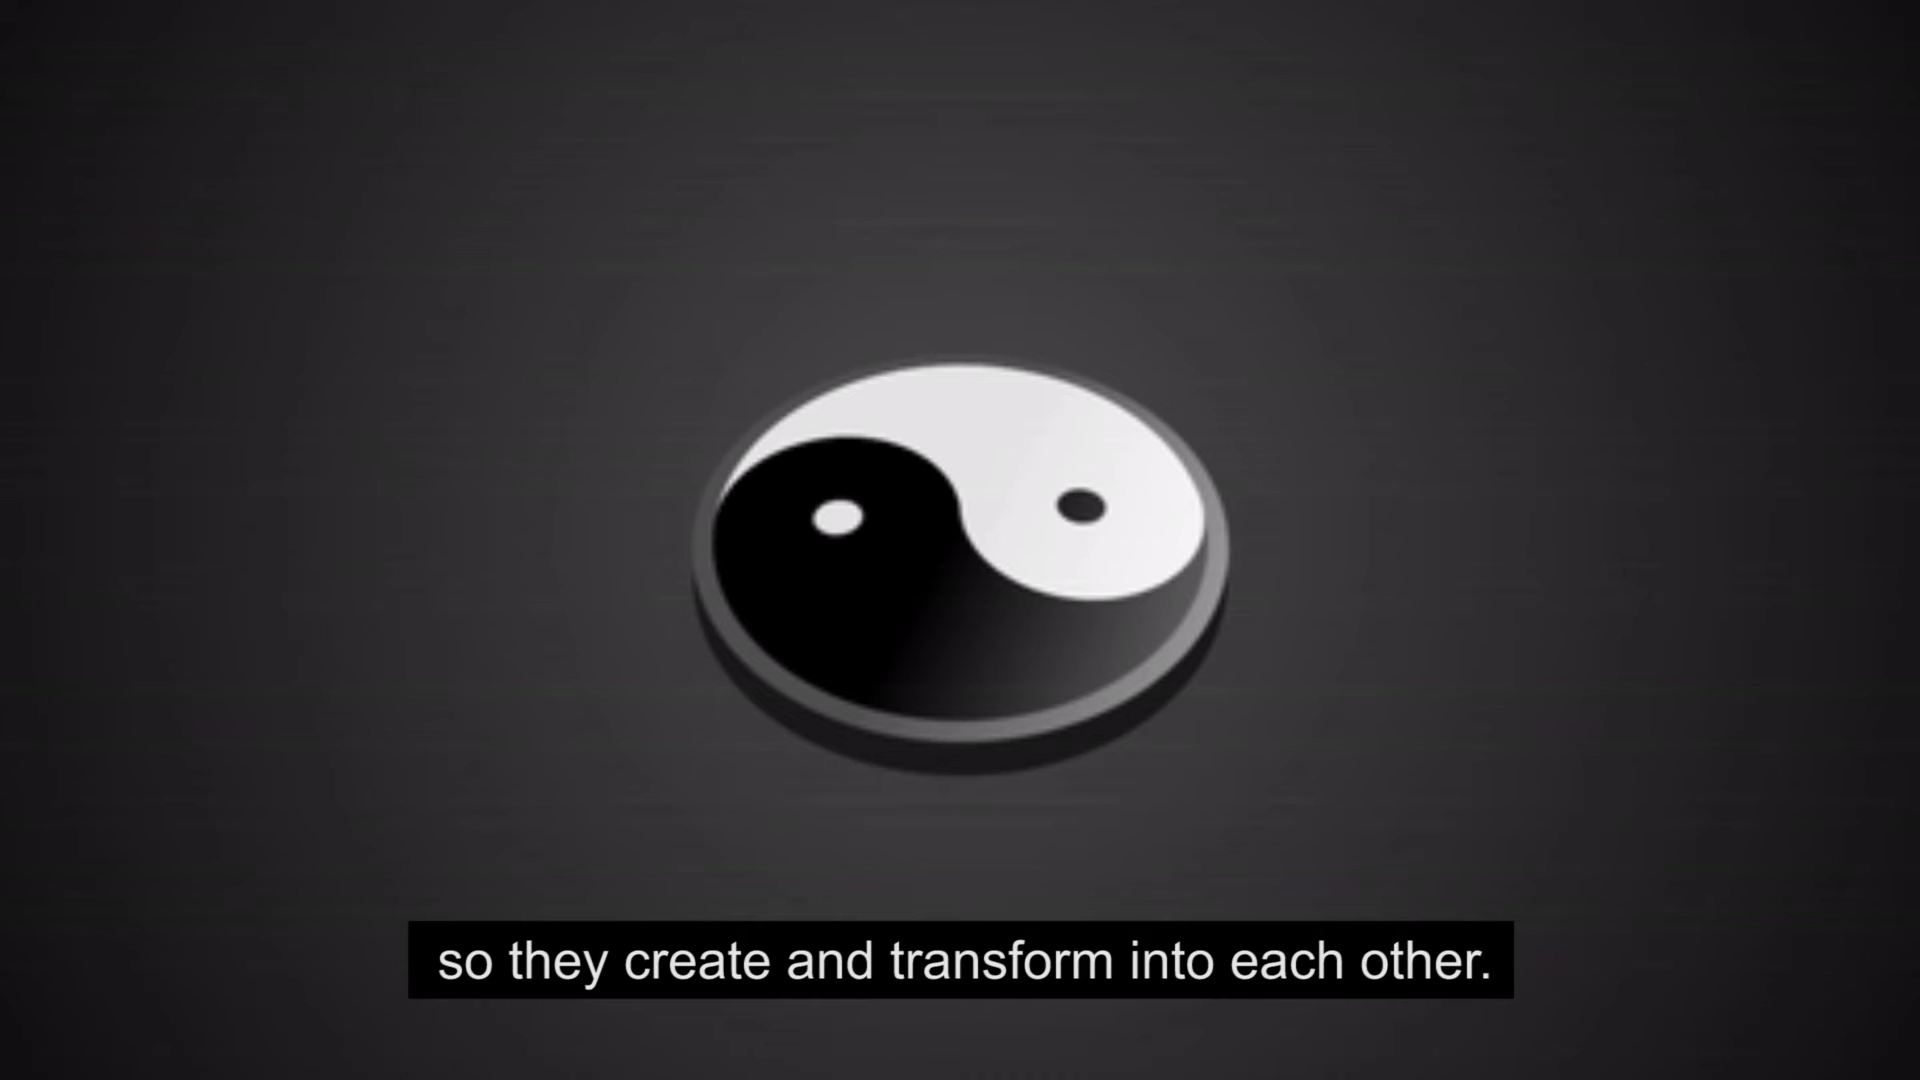 so they create and transform into each other.